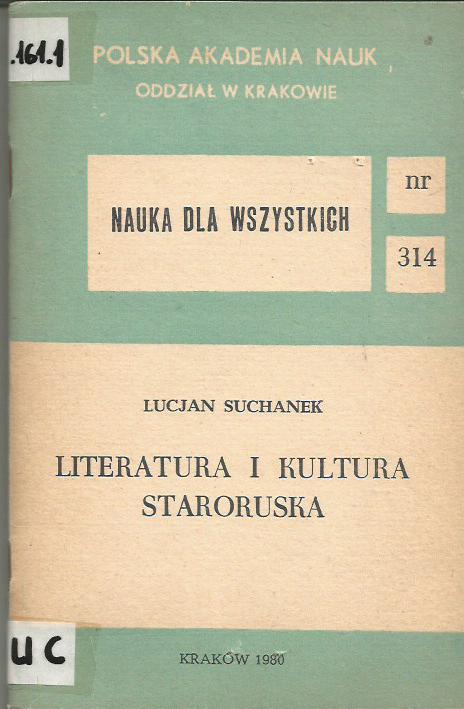 .161.1
POLSKA AKADEMIA NAUK
ODDZIAŁ W KRAKOWIE
NAUKA DLA WSZYSTKICH
nr
314
LUCJAN SUCHANEK
LITERATURA I KULTURA
STARORUSKA
UC
KRAKÓW 1980